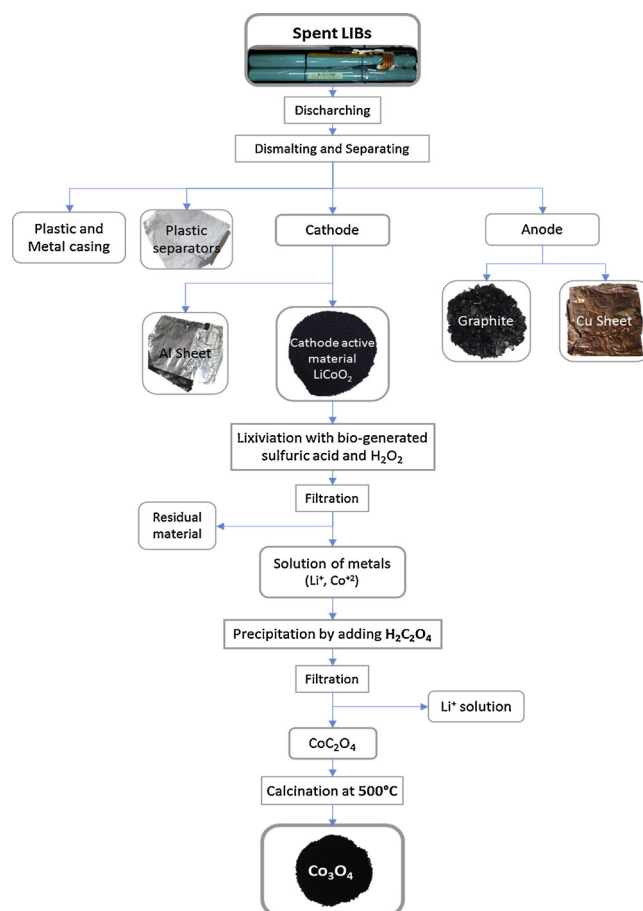 Spent LIBs
Discharching
Dismalting and Separating
Plastic and
Metal casing
Plastic
separators
Cathode
Anode
Al Sheet
Cathode active
material
LiCoO₂
Graphite
Cu Sheet
Lixiviation with bio-generated
sulfuric acid and H₂O₂
Filtration
Residual
material
Solution of metals
(Li⁺, Co⁺²)
Precipitation by adding H₂C₂O₄
Filtration
Li⁺ solution
CoC₂O₄
Calcination at 500°C
Co₃O₄